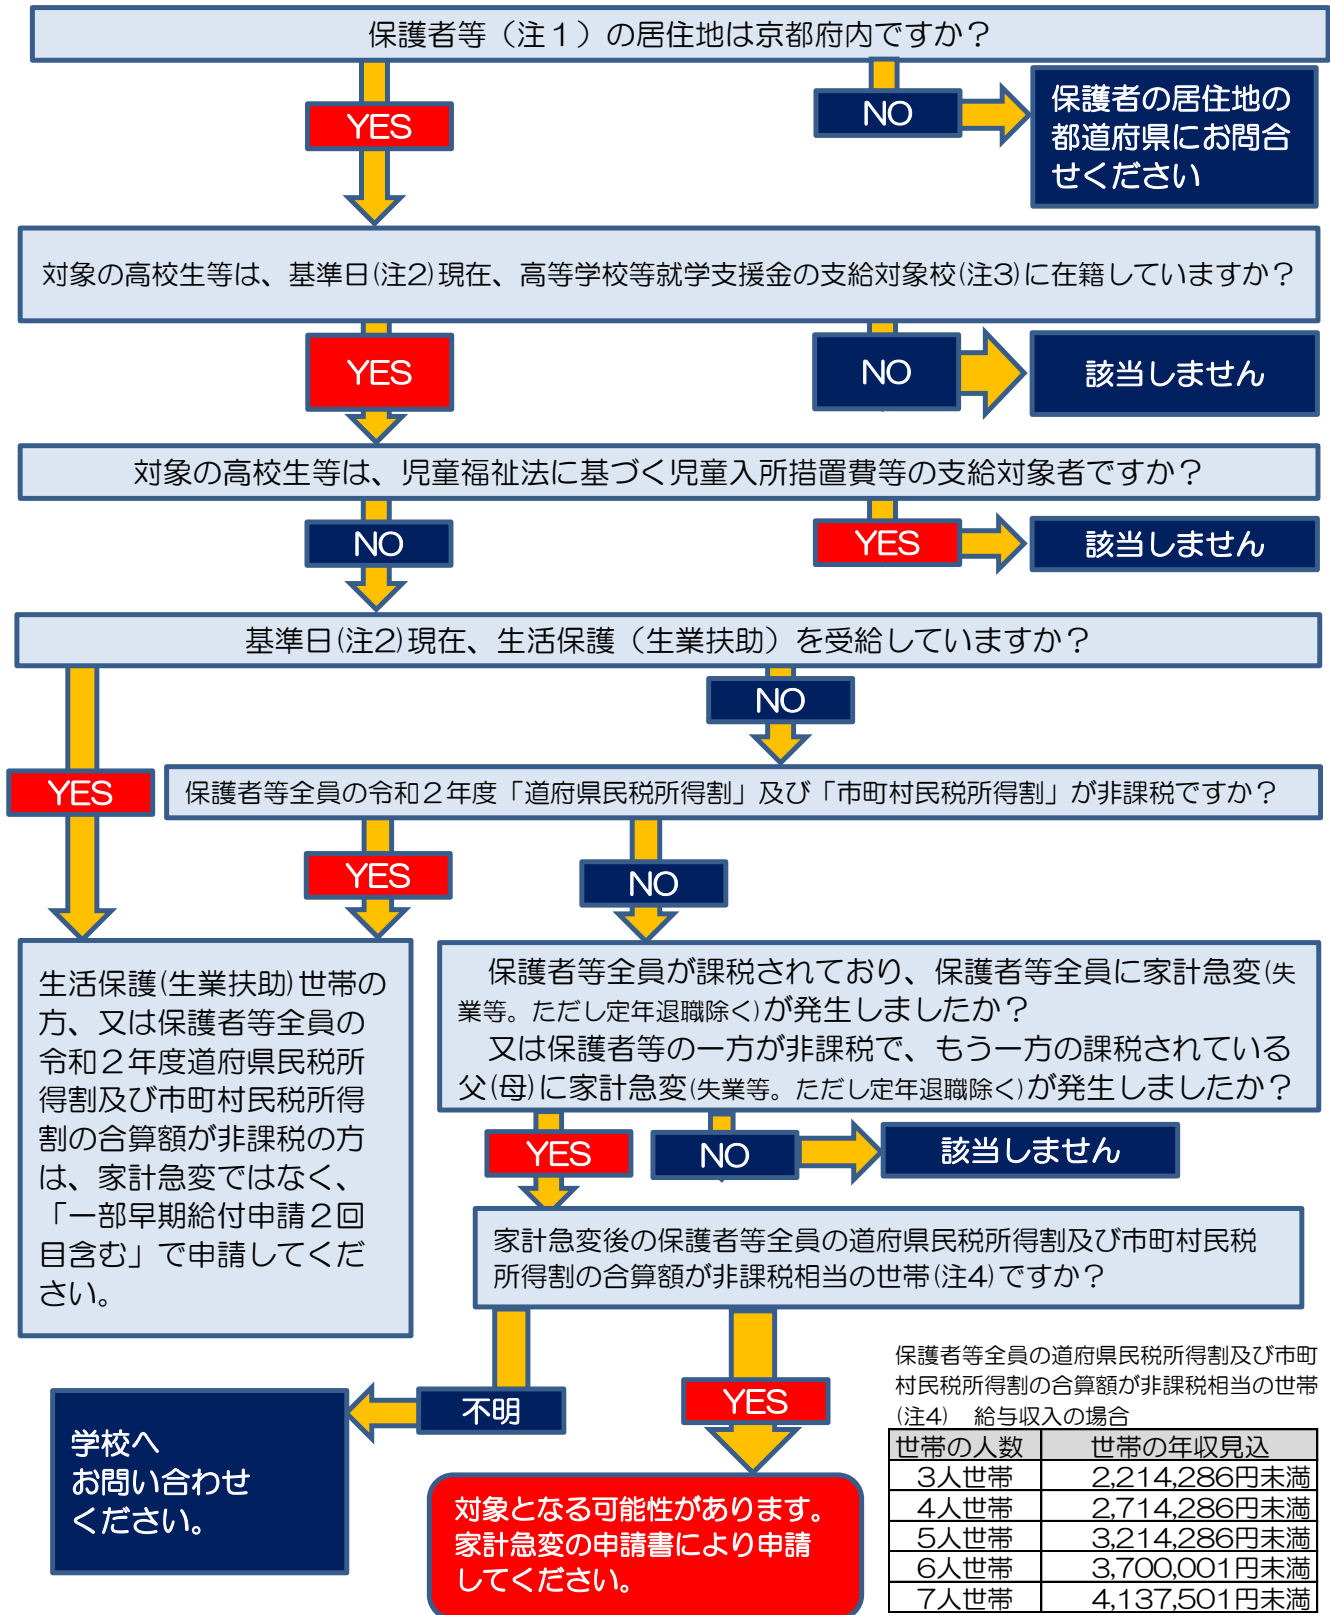 保護者等（注１）の居住地は京都府内ですか？
YES
NO
保護者の居住地の
都道府県にお問合
せください
対象の高校生等は、基準日(注2)現在、高等学校等就学支援金の支給対象校(注3)に在籍していますか？
YES
NO
該当しません
対象の高校生等は、児童福祉法に基づく児童入所措置費等の支給対象者ですか？
NO
YES
該当しません
基準日(注2)現在、生活保護（生業扶助）を受給していますか？
NO
YES
保護者等全員の令和２年度「道府県民税所得割」及び「市町村民税所得割」が非課税ですか？
YES
NO
生活保護(生業扶助)世帯の
方、又は保護者等全員の
令和２年度道府県民税所
得割及び市町村民税所得
割の合算額が非課税の方
は、家計急変ではなく、
「一部早期給付申請２回
目含む」で申請してくだ
さい。
保護者等全員が課税されており、保護者等全員に家計急変(失
業等。ただし定年退職除く)が発生しましたか？
又は保護者等の一方が非課税で、もう一方の課税されている
父(母)に家計急変(失業等。ただし定年退職除く)が発生しましたか？
YES
NO
該当しません
家計急変後の保護者等全員の道府県民税所得割及び市町村民税
所得割の合算額が非課税相当の世帯(注4)ですか？
不明
YES
学校へ
お問い合わせ
ください。
対象となる可能性があります。
家計急変の申請書により申請
してください。
保護者等全員の道府県民税所得割及び市町
村民税所得割の合算額が非課税相当の世帯
(注4)　給与収入の場合
世帯の人数　世帯の年収見込
3人世帯　2,214,286円未満
4人世帯　2,714,286円未満
5人世帯　3,214,286円未満
6人世帯　3,700,001円未満
7人世帯　4,137,501円未満